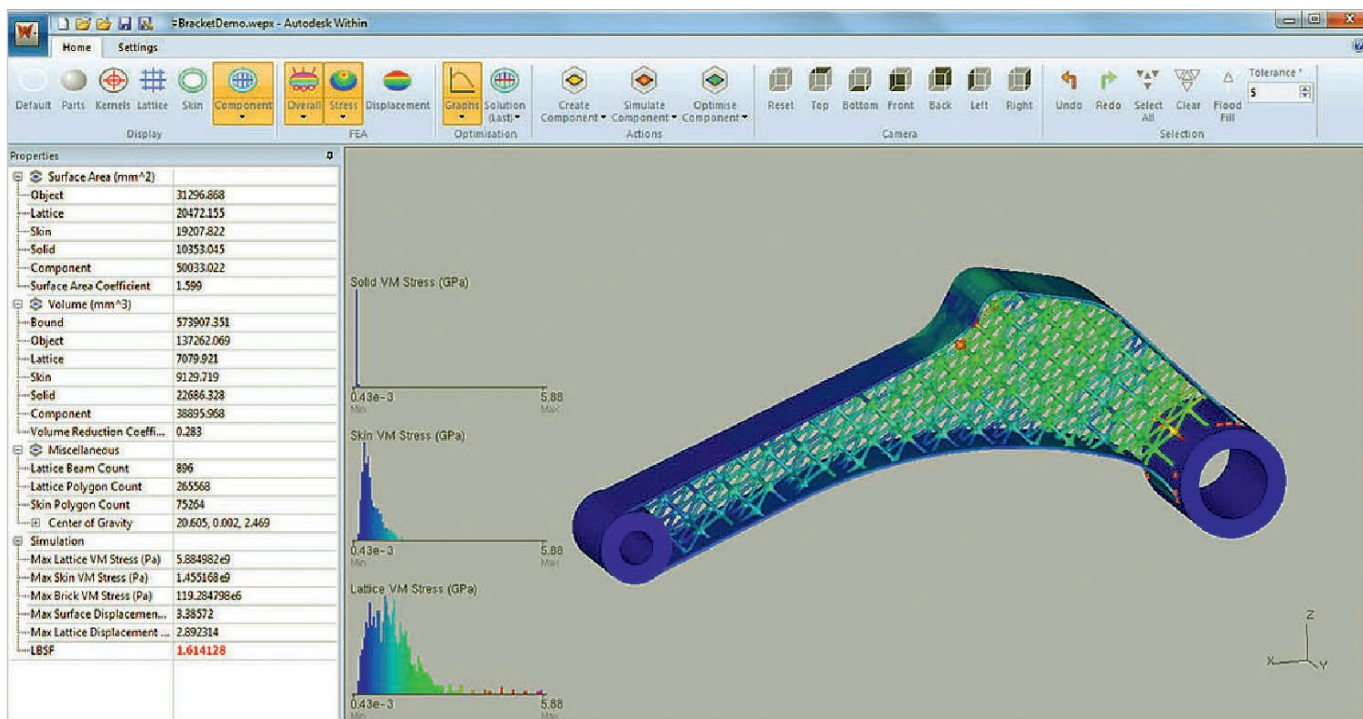 BracketDemo.wepx - Autodesk Within
Home Settings
Default Parts Kernels Lattice Skin Component Overall Stress Displacement Graphs Solution (Last) Create Component Simulate Component Optimise Component Reset Top Bottom Front Back Left Right Undo Redo Select All Clear Flood Fill Tolerance ° 5
Display FEA Optimisation Actions Camera Selection
Properties
Surface Area (mm^2)
Object 31296.868
Lattice 20472.155
Skin 19207.822
Solid 10353.045
Component 50033.022
Surface Area Coefficient 1.599
Volume (mm^3)
Bound 573907.351
Object 137262.069
Lattice 7079.921
Skin 9129.719
Solid 22686.328
Component 38895.968
Volume Reduction Coeffi... 0.283
Miscellaneous
Lattice Beam Count 896
Lattice Polygon Count 265568
Skin Polygon Count 75264
Center of Gravity 20.605, 0.002, 2.469
Simulation
Max Lattice VM Stress (Pa) 5.884982e9
Max Skin VM Stress (Pa) 1.455168e9
Max Brick VM Stress (Pa) 119.284798e6
Max Surface Displacemen... 3.38572
Max Lattice Displacement ... 2.892314
LBSF 1.614128
Solid VM Stress (GPa)
0.43e-3 5.88
Min Max
Skin VM Stress (GPa)
0.43e-3 5.88
Min Max
Lattice VM Stress (GPa)
0.43e-3 5.88
Min Max
Z
X Y